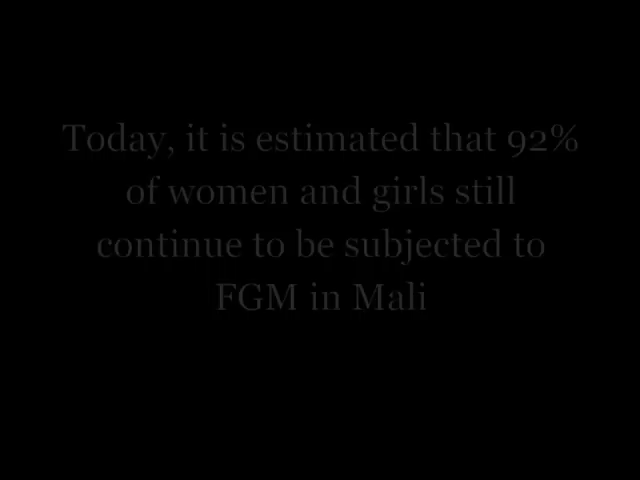 Today, it is estimated that 92%
of women and girls still
continue to be subjected to
FGM in Mali